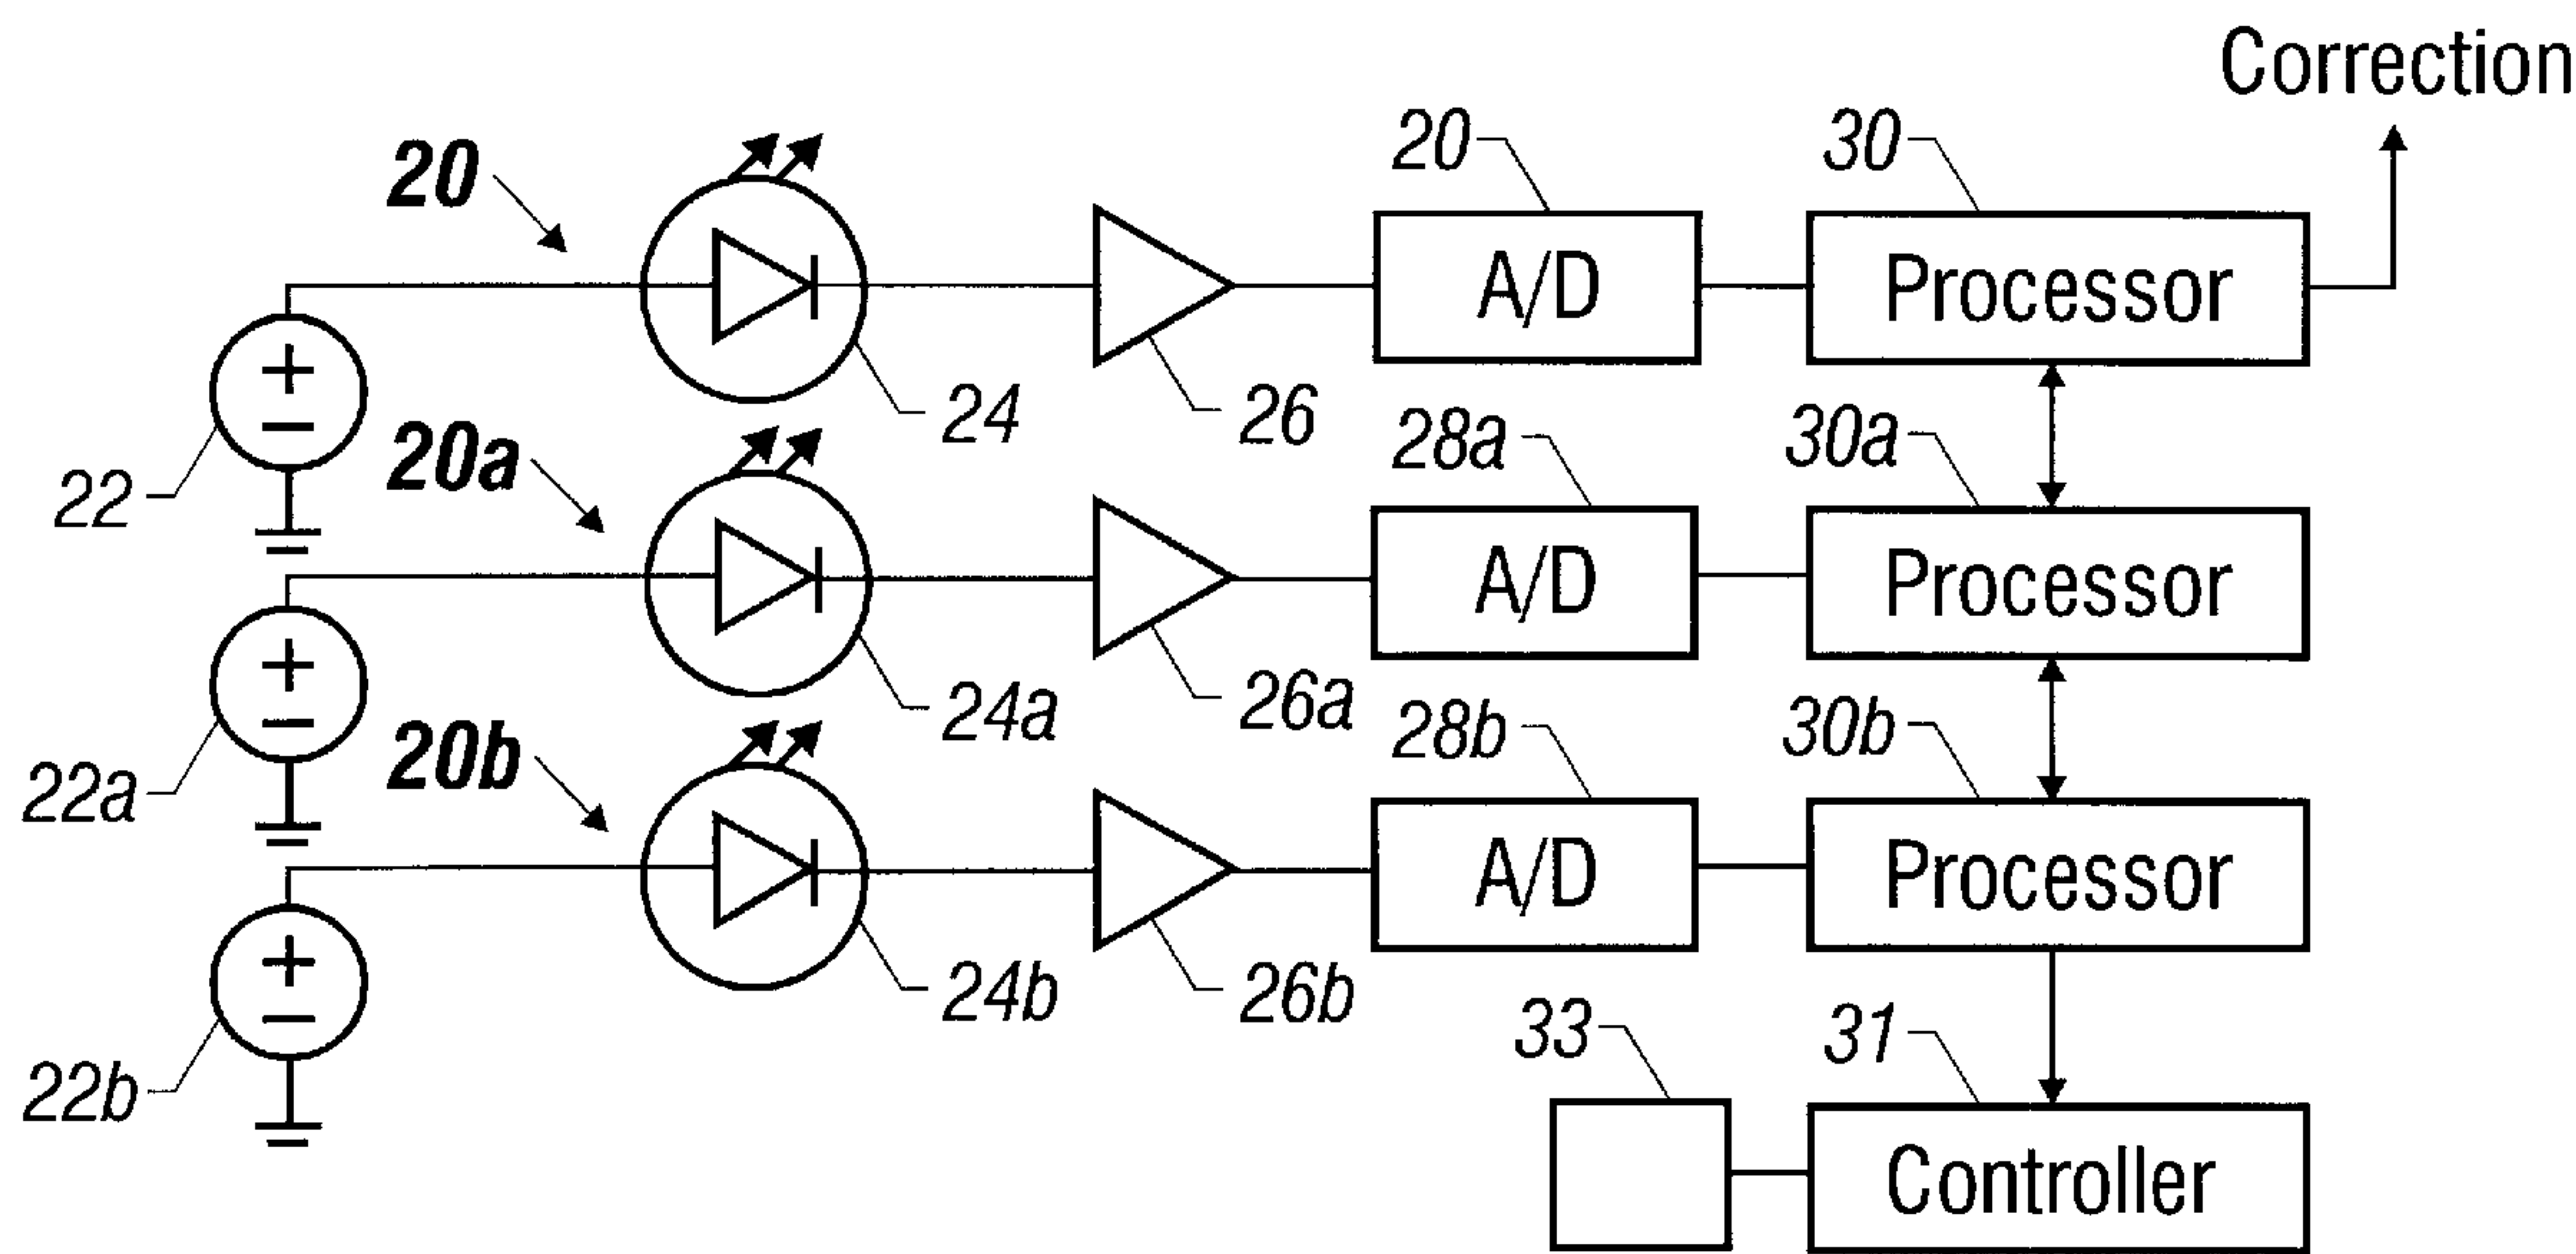 Correction
20
20
30
A/D
Processor
+
−
22
24
26
20a
28a
30a
A/D
Processor
+
−
22a
24a
26a
20b
28b
30b
A/D
Processor
+
−
22b
24b
26b
33
31
Controller